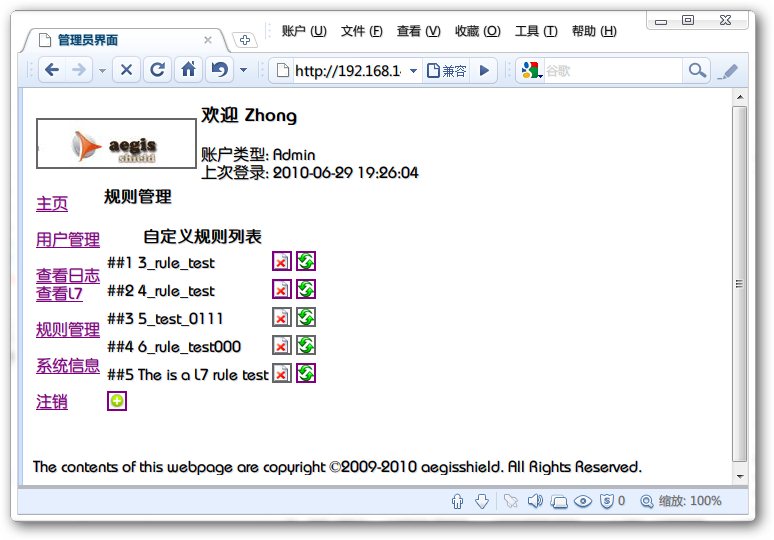 账户 (U) 文件 (F) 查看 (V) 收藏 (O) 工具 (T) 帮助 (H)
管理员界面
http://192.168.1
兼容
谷歌
aegis
shield
欢迎 Zhong
账户类型: Admin
上次登录: 2010-06-29 19:26:04
主页
用户管理
查看日志
查看l7
规则管理
系统信息
注销
规则管理
自定义规则列表
##1 3_rule_test
##2 4_rule_test
##3 5_test_0111
##4 6_rule_test000
##5 The is a l7 rule test
The contents of this webpage are copyright ©2009-2010 aegisshield. All Rights Reserved.
0
缩放: 100%